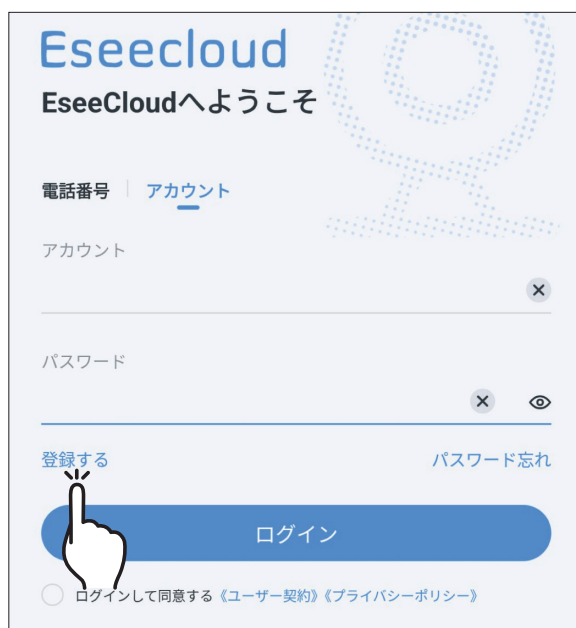 Eseecloud
EseeCloudへようこそ
電話番号 アカウント
アカウント
パスワード
登録する パスワード忘れ
ログイン
ログインして同意する《ユーザー契約》《プライバシーポリシー》